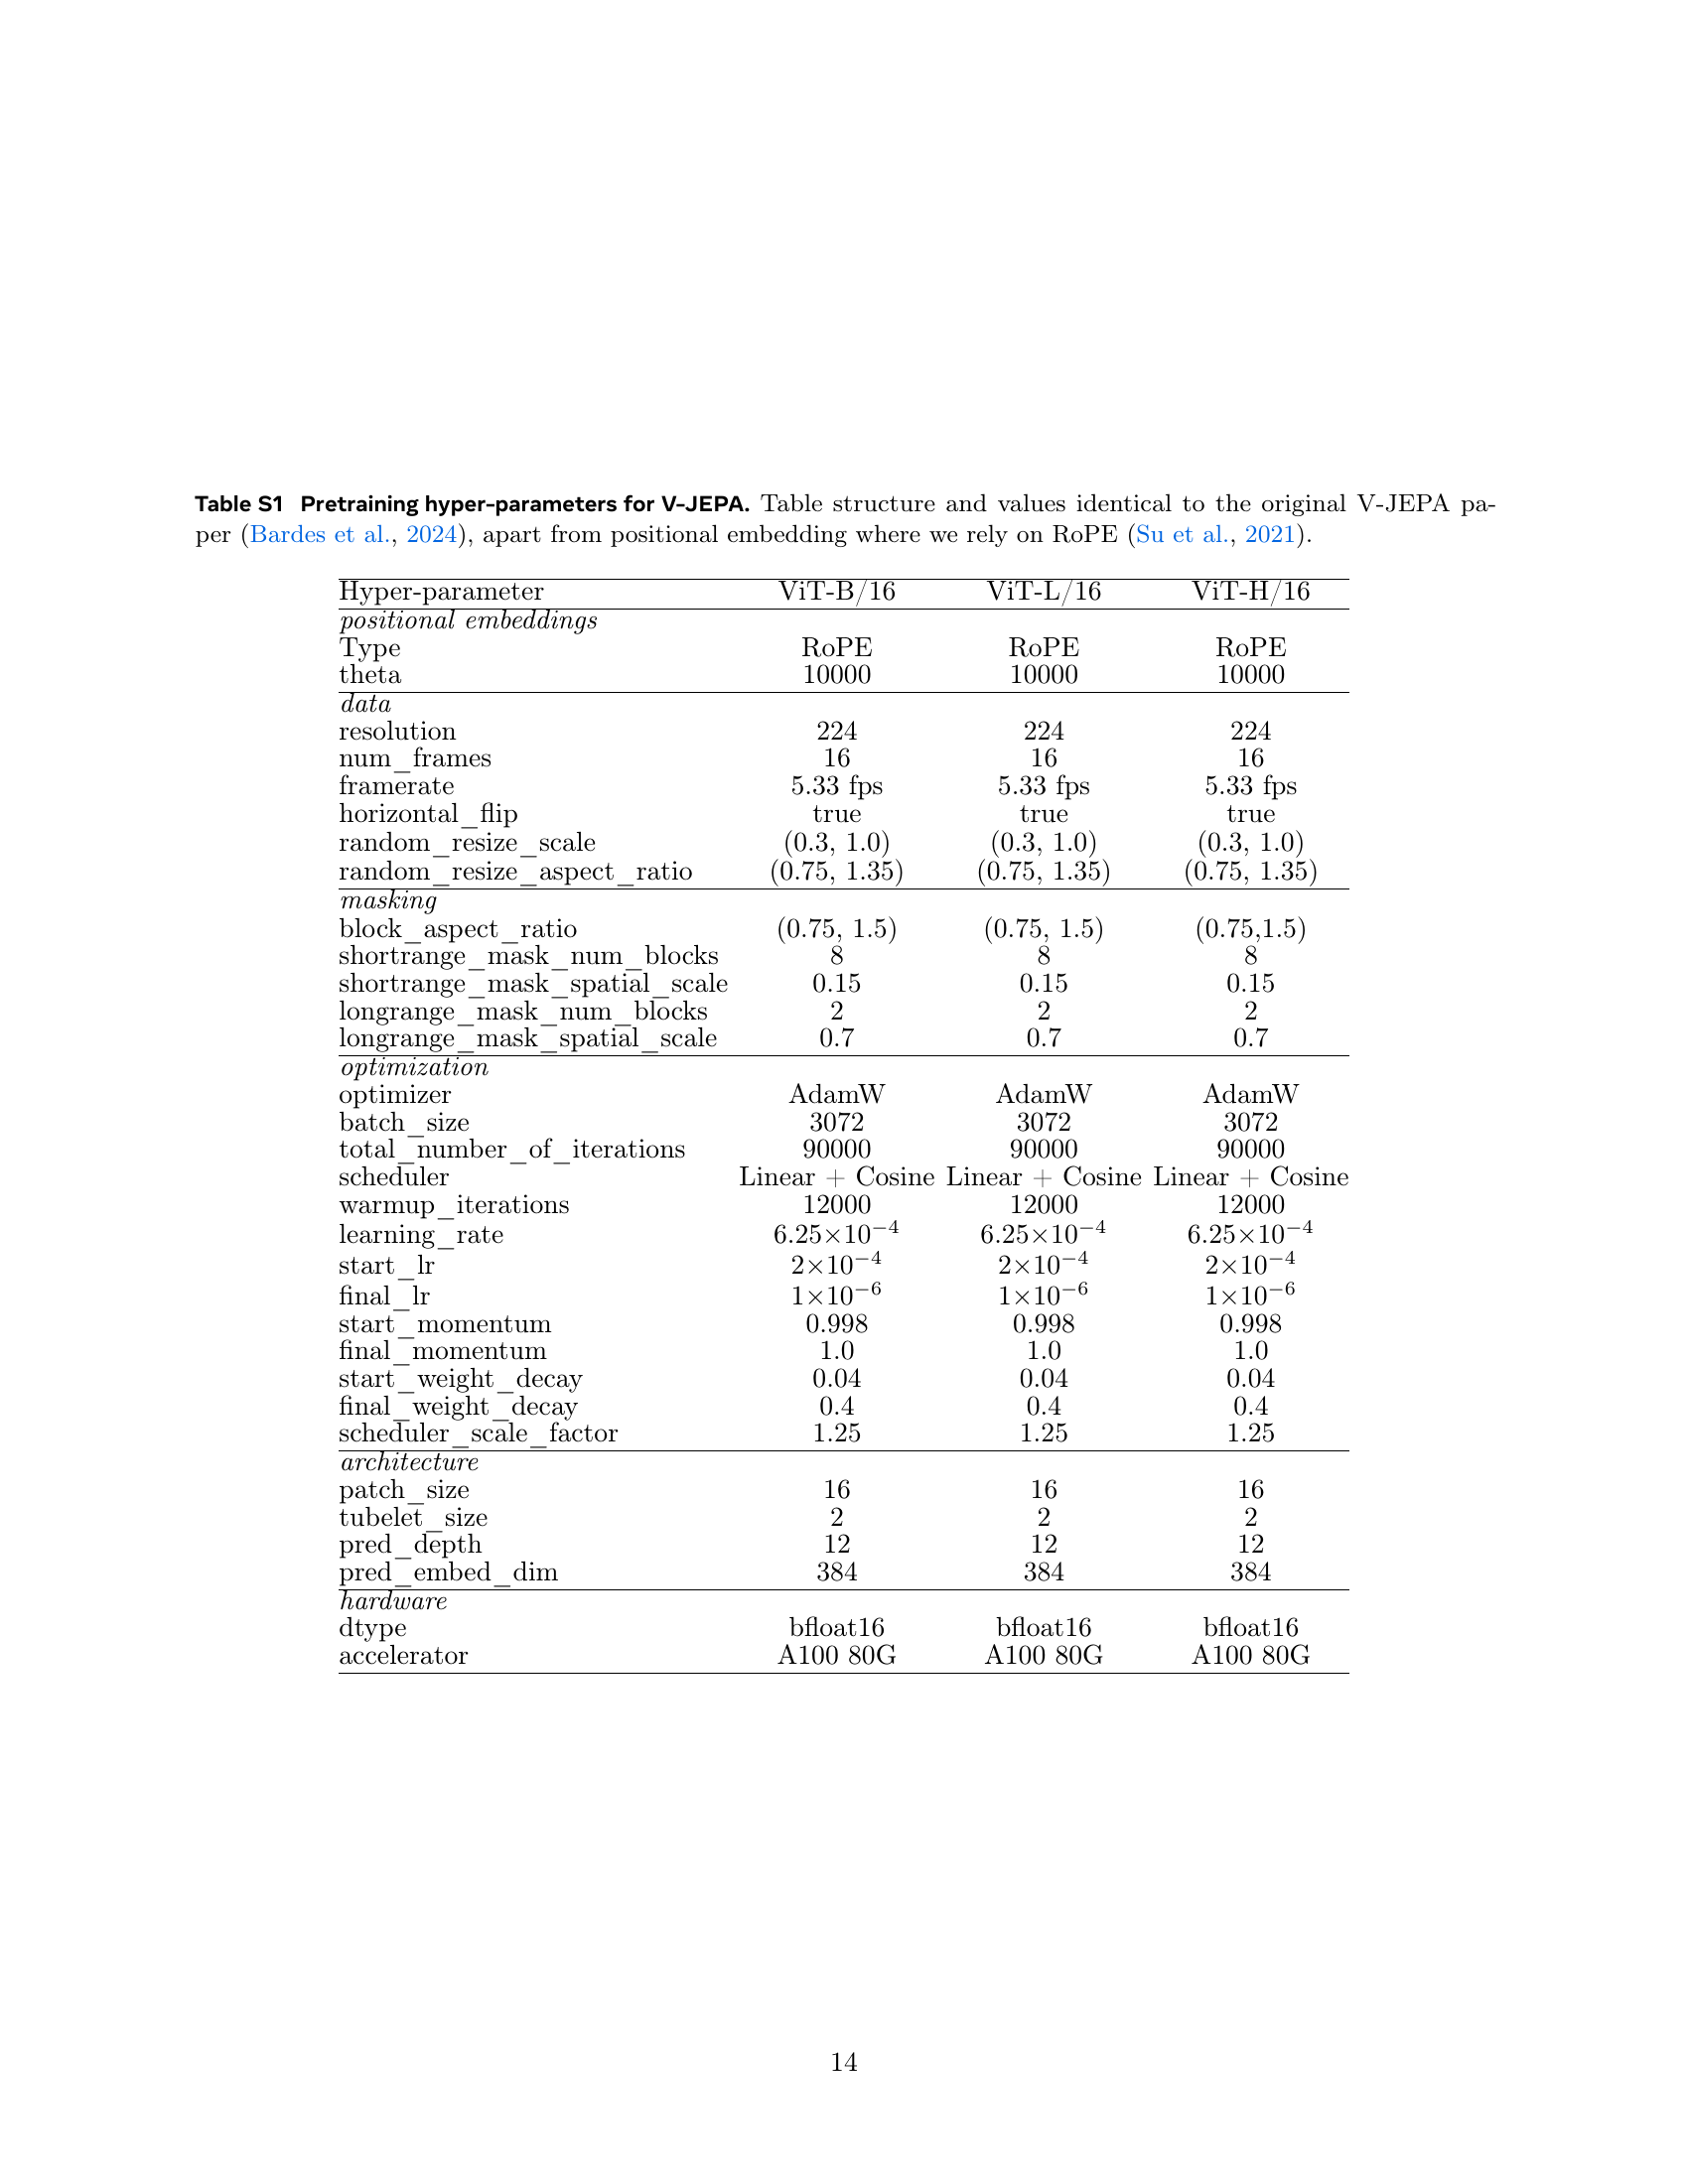 Table S1 Pretraining hyper-parameters for V-JEPA. Table structure and values identical to the original V-JEPA pa-
per (Bardes et al., 2024), apart from positional embedding where we rely on RoPE (Su et al., 2021).
Hyper-parameter ViT-B/16 ViT-L/16 ViT-H/16
positional embeddings
Type RoPE RoPE RoPE
theta 10000 10000 10000
data
resolution 224 224 224
num_frames 16 16 16
framerate 5.33 fps 5.33 fps 5.33 fps
horizontal_flip true true true
random_resize_scale (0.3, 1.0) (0.3, 1.0) (0.3, 1.0)
random_resize_aspect_ratio (0.75, 1.35) (0.75, 1.35) (0.75, 1.35)
masking
block_aspect_ratio (0.75, 1.5) (0.75, 1.5) (0.75,1.5)
shortrange_mask_num_blocks 8 8 8
shortrange_mask_spatial_scale 0.15 0.15 0.15
longrange_mask_num_blocks 2 2 2
longrange_mask_spatial_scale 0.7 0.7 0.7
optimization
optimizer AdamW AdamW AdamW
batch_size 3072 3072 3072
total_number_of_iterations 90000 90000 90000
scheduler Linear + Cosine Linear + Cosine Linear + Cosine
warmup_iterations 12000 12000 12000
learning_rate 6.25×10⁻⁴ 6.25×10⁻⁴ 6.25×10⁻⁴
start_lr 2×10⁻⁴ 2×10⁻⁴ 2×10⁻⁴
final_lr 1×10⁻⁶ 1×10⁻⁶ 1×10⁻⁶
start_momentum 0.998 0.998 0.998
final_momentum 1.0 1.0 1.0
start_weight_decay 0.04 0.04 0.04
final_weight_decay 0.4 0.4 0.4
scheduler_scale_factor 1.25 1.25 1.25
architecture
patch_size 16 16 16
tubelet_size 2 2 2
pred_depth 12 12 12
pred_embed_dim 384 384 384
hardware
dtype bfloat16 bfloat16 bfloat16
accelerator A100 80G A100 80G A100 80G
14